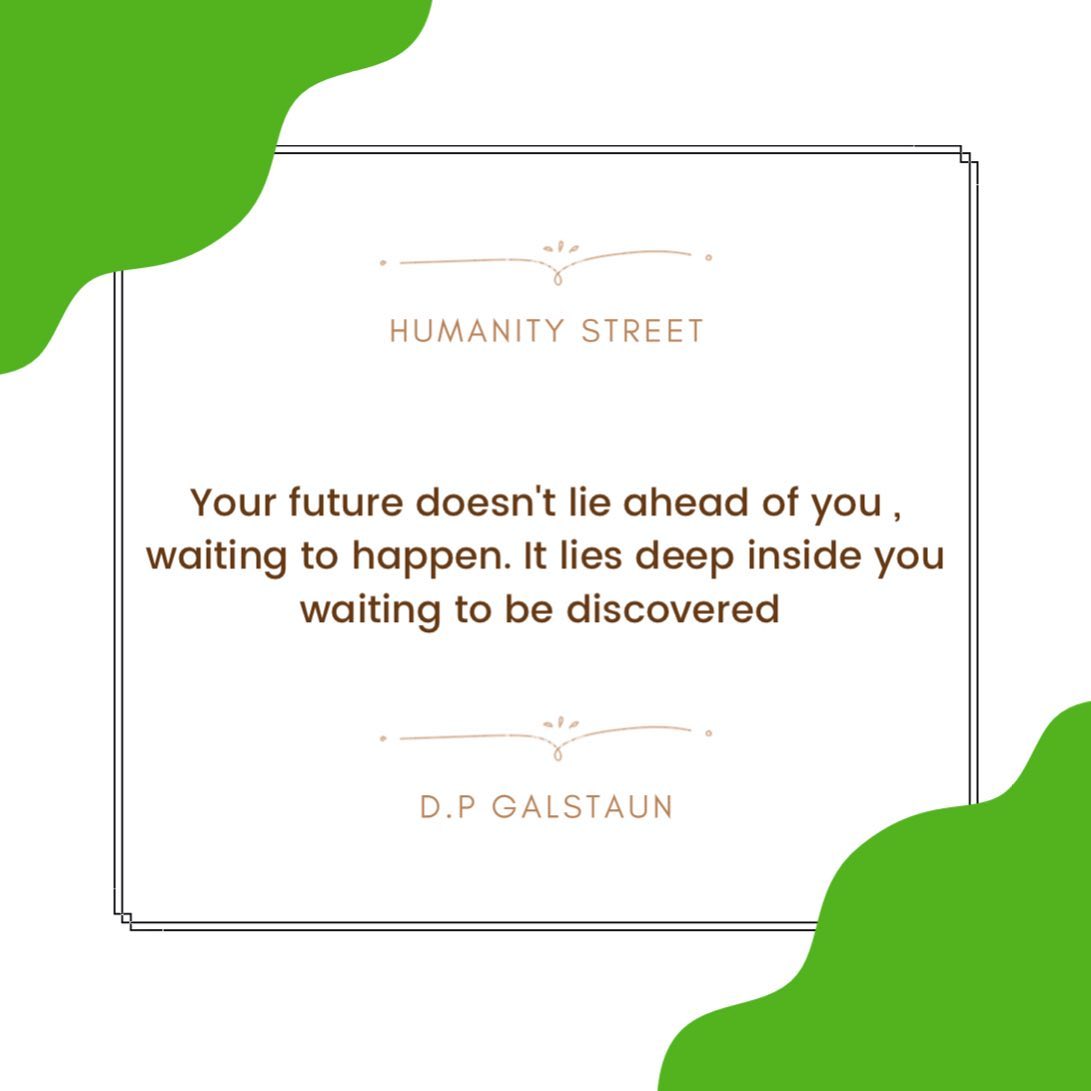 HUMANITY STREET
Your future doesn't lie ahead of you ,
waiting to happen. It lies deep inside you
waiting to be discovered
D.P GALSTAUN